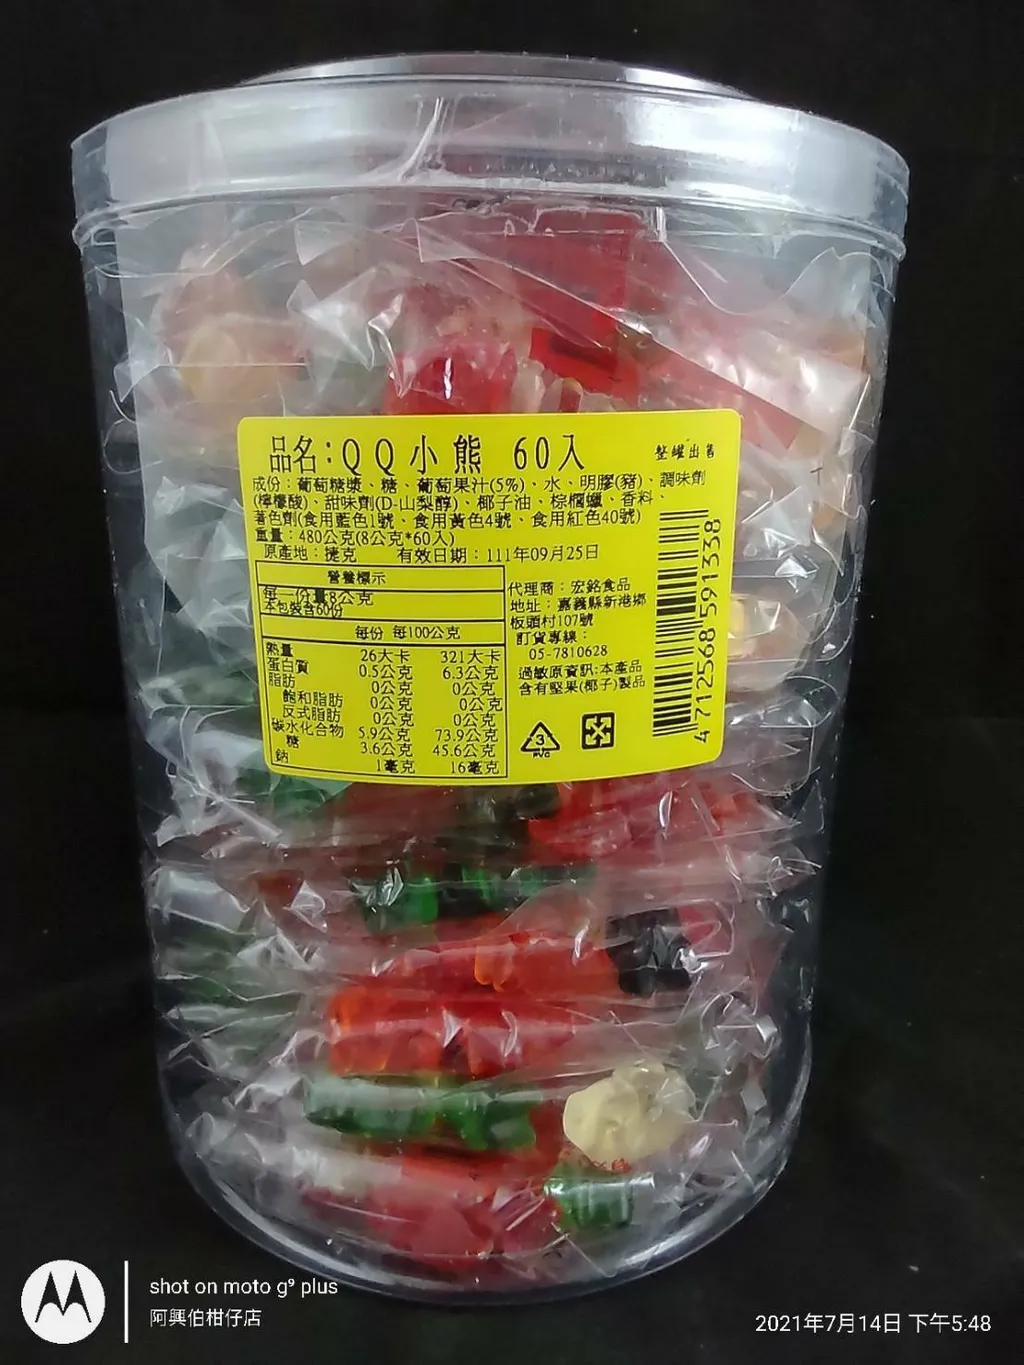 品名:QQ小熊 60入
整罐出售
成份:葡萄糖漿、糖、葡萄果汁(5%)、水、明膠(豬)、調味劑
(檸檬酸)、甜味劑(D-山梨醇)、椰子油、棕櫚蠟、香料、
著色劑(食用藍色1號、食用黃色4號、食用紅色40號)
重量:480公克(8公克*60入)
原產地:捷克 有效日期:111年09月25日
營養標示
每一份量8公克
本包裝含60份
每份 每100公克
熱量 26大卡 321大卡
蛋白質 0.5公克 6.3公克
脂肪 0公克 0公克
飽和脂肪 0公克 0公克
反式脂肪 0公克 0公克
碳水化合物 5.9公克 73.9公克
糖 3.6公克 45.6公克
鈉 1毫克 16毫克
代理商:宏銘食品
地址:嘉義縣新港鄉
板頭村107號
訂貨專線:
05-7810628
過敏原資訊:本產品
含有堅果(椰子)製品
3
PVC
4712568591338
shot on moto g⁹ plus
阿興伯柑仔店
2021年7月14日 下午5:48